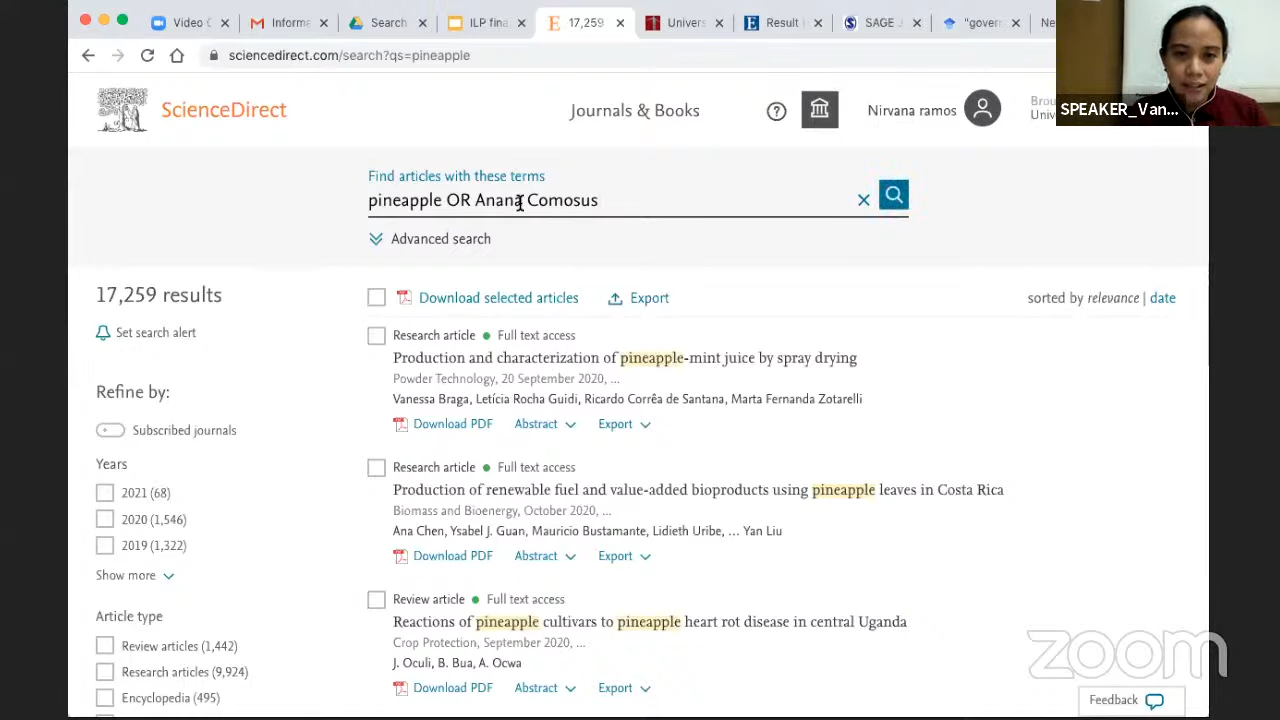 Video C
Informa
Search
ILP fina
17,259
Univers
Result
SAGE J
"gover
Ne
sciencedirect.com/search?qs=pineapple
SPEAKER_Van...
ScienceDirect
Journals & Books
Nirvana ramos
Brou
Univ
Find articles with these terms
pineapple OR Anana Comosus
Advanced search
17,259 results
Set search alert
Download selected articles
Export
sorted by relevance | date
Refine by:
Subscribed journals
Years
2021 (68)
2020 (1,546)
2019 (1,322)
Show more
Article type
Review articles (1,442)
Research articles (9,924)
Encyclopedia (495)
Research article Full text access
Production and characterization of pineapple-mint juice by spray drying
Powder Technology, 20 September 2020, ...
Vanessa Braga, Letícia Rocha Guidi, Ricardo Corrêa de Santana, Marta Fernanda Zotarelli
Download PDF Abstract Export
Research article Full text access
Production of renewable fuel and value-added bioproducts using pineapple leaves in Costa Rica
Biomass and Bioenergy, October 2020, ...
Ana Chen, Ysabel J. Guan, Mauricio Bustamante, Lidieth Uribe, ... Yan Liu
Download PDF Abstract Export
Review article Full text access
Reactions of pineapple cultivars to pineapple heart rot disease in central Uganda
Crop Protection, September 2020, ...
J. Oculi, B. Bua, A. Ocwa
Download PDF Abstract Export
zoom
Feedback